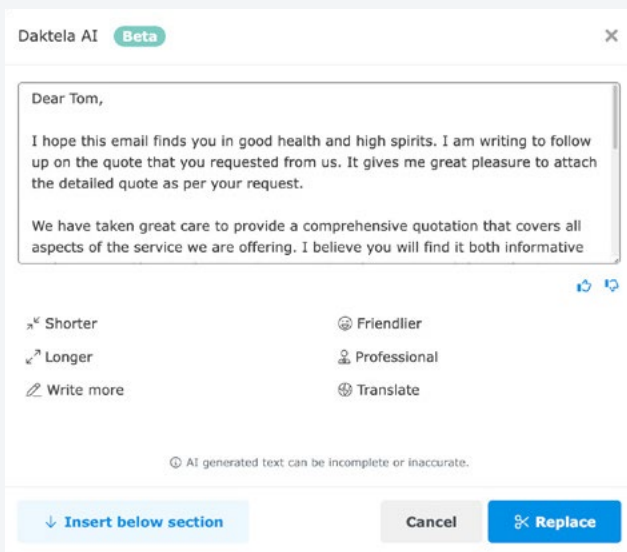 Daktela AI Beta
Dear Tom,
I hope this email finds you in good health and high spirits. I am writing to follow
up on the quote that you requested from us. It gives me great pleasure to attach
the detailed quote as per your request.
We have taken great care to provide a comprehensive quotation that covers all
aspects of the service we are offering. I believe you will find it both informative
Shorter
Friendlier
Longer
Professional
Write more
Translate
AI generated text can be incomplete or inaccurate.
Insert below section
Cancel
Replace